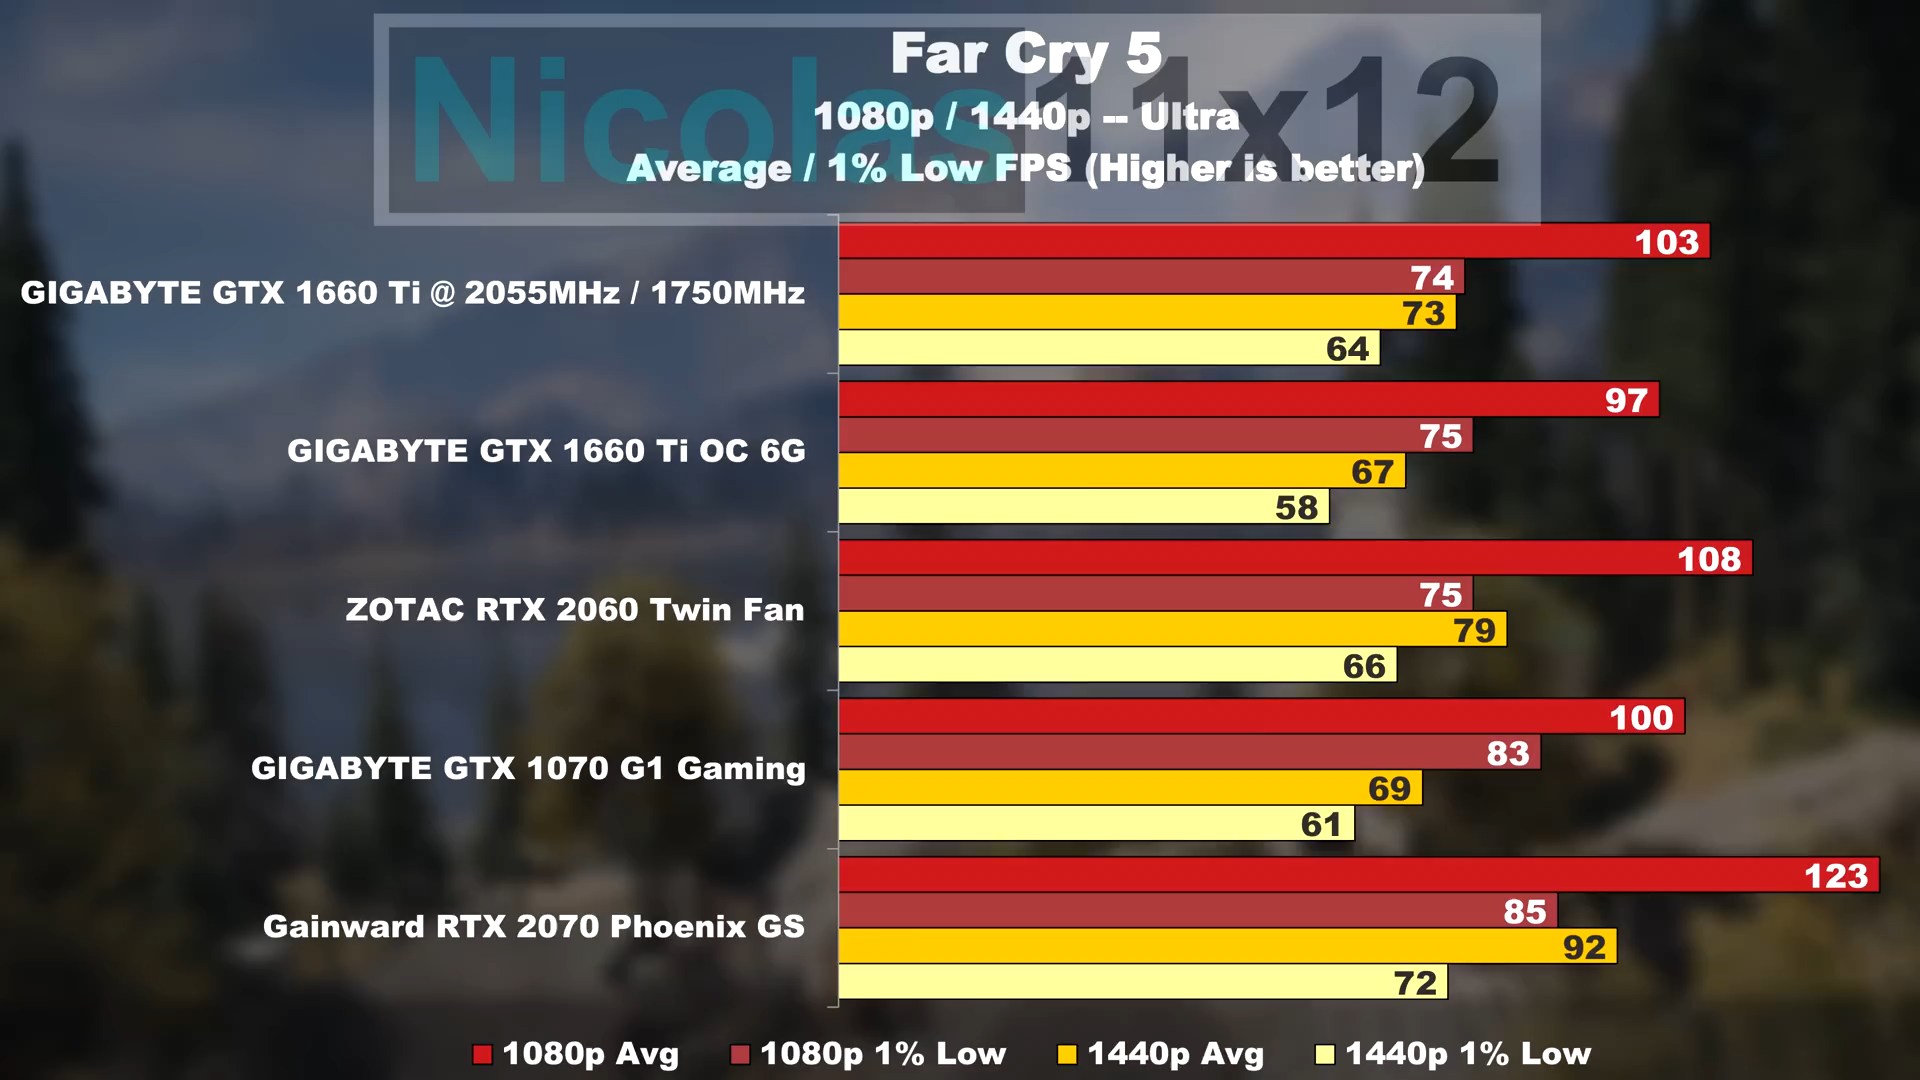 Nicolas11x12
Far Cry 5
1080p / 1440p -- Ultra
Average / 1% Low FPS (Higher is better)
GIGABYTE GTX 1660 Ti @ 2055MHz / 1750MHz
103
74
73
64
GIGABYTE GTX 1660 Ti OC 6G
97
75
67
58
ZOTAC RTX 2060 Twin Fan
108
75
79
66
GIGABYTE GTX 1070 G1 Gaming
100
83
69
61
Gainward RTX 2070 Phoenix GS
123
85
92
72
1080p Avg 1080p 1% Low 1440p Avg 1440p 1% Low